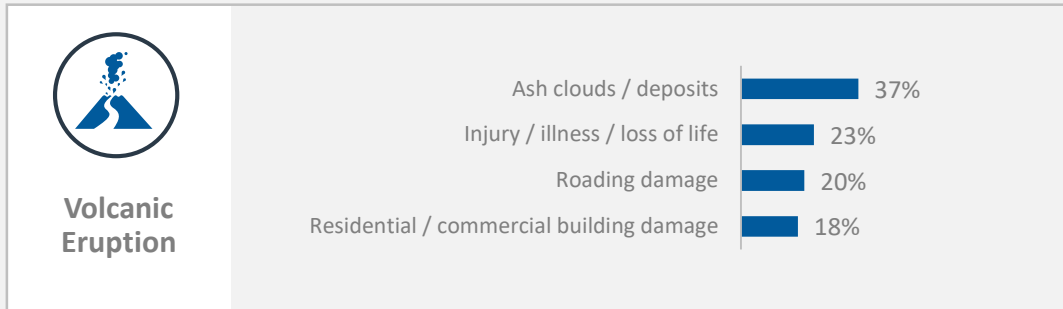 Volcanic
Eruption
Ash clouds / deposits 37%
Injury / illness / loss of life 23%
Roading damage 20%
Residential / commercial building damage 18%